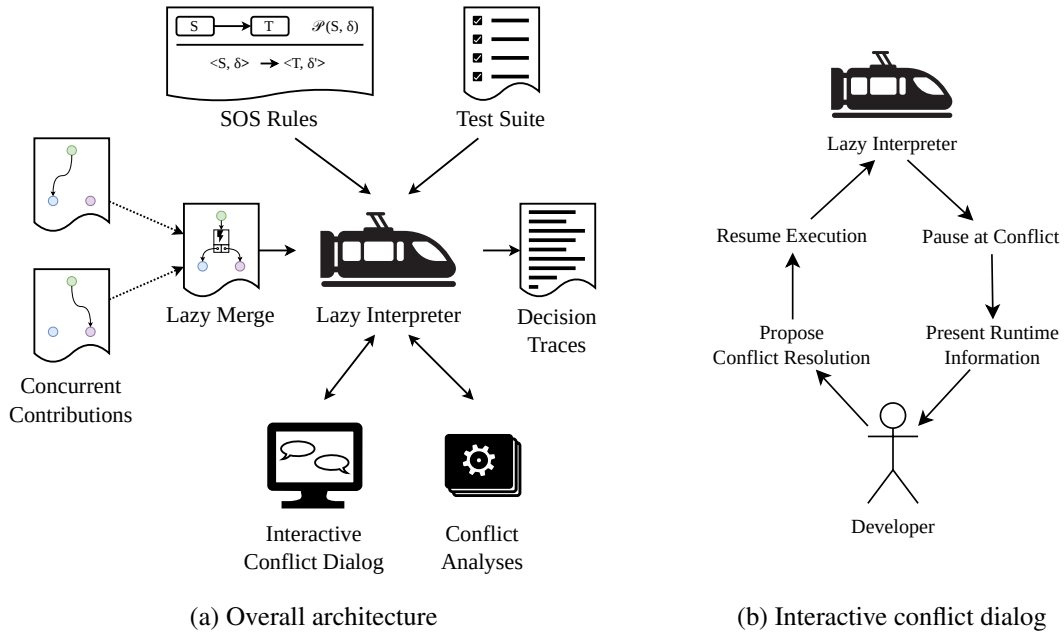 S
T
𝒫(S, δ)
<S, δ>
<T, δ'>
SOS Rules
Test Suite
Lazy Merge
Lazy Interpreter
Decision
Traces
Concurrent
Contributions
Interactive
Conflict Dialog
Conflict
Analyses
(a) Overall architecture
Lazy Interpreter
Resume Execution
Pause at Conflict
Propose
Conflict Resolution
Present Runtime
Information
Developer
(b) Interactive conflict dialog